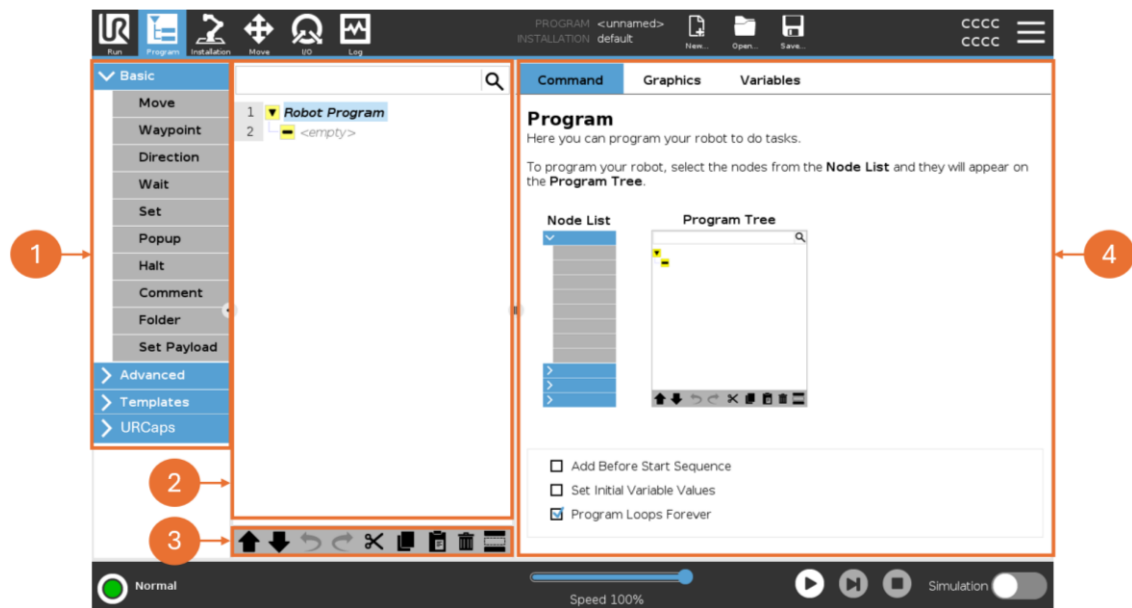 UR
Run
Program
Installation
Move
I/O
Log
PROGRAM <unnamed>
INSTALLATION default
New...
Open...
Save...
CCCC
CCCC
Basic
Move
Waypoint
Direction
Wait
Set
Popup
Halt
Comment
Folder
Set Payload
Advanced
Templates
URCaps
1
1 Robot Program
2 <empty>
2
3
Command Graphics Variables
Program
Here you can program your robot to do tasks.
To program your robot, select the nodes from the Node List and they will appear on
the Program Tree.
Node List Program Tree
4
Add Before Start Sequence
Set Initial Variable Values
Program Loops Forever
Normal
Speed 100%
Simulation